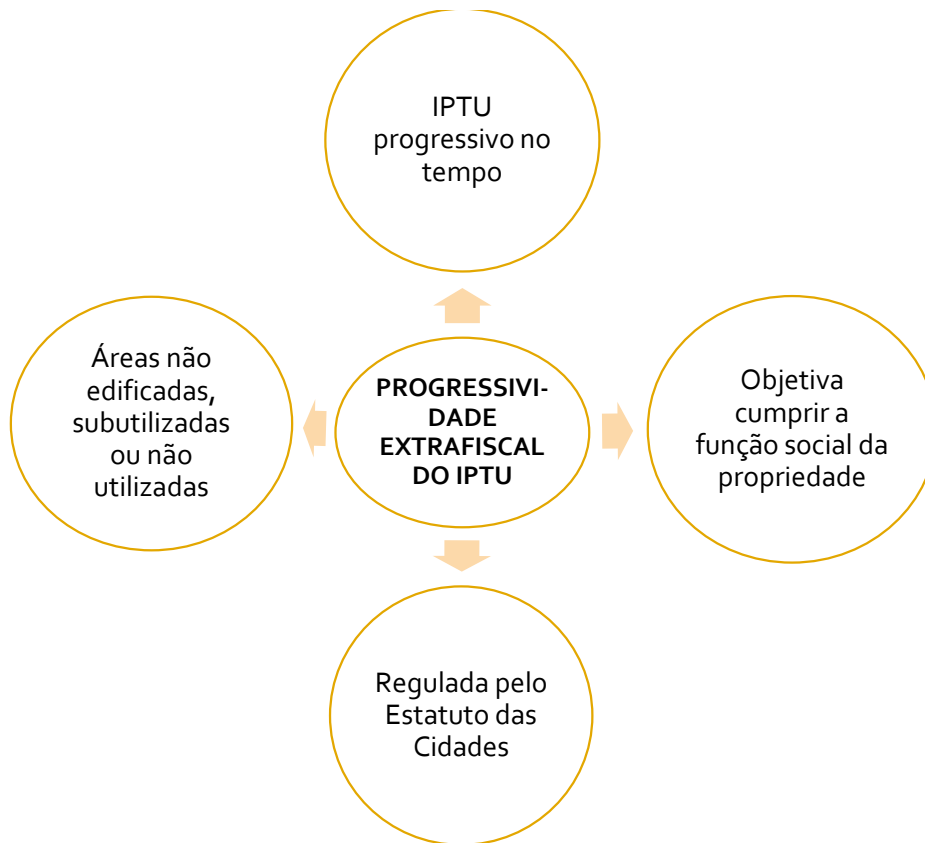 IPTU
progressivo no
tempo
Áreas não
edificadas,
subutilizadas
ou não
utilizadas
PROGRESSIVI-
DADE
EXTRAFISCAL
DO IPTU
Objetiva
cumprir a
função social da
propriedade
Regulada pelo
Estatuto das
Cidades